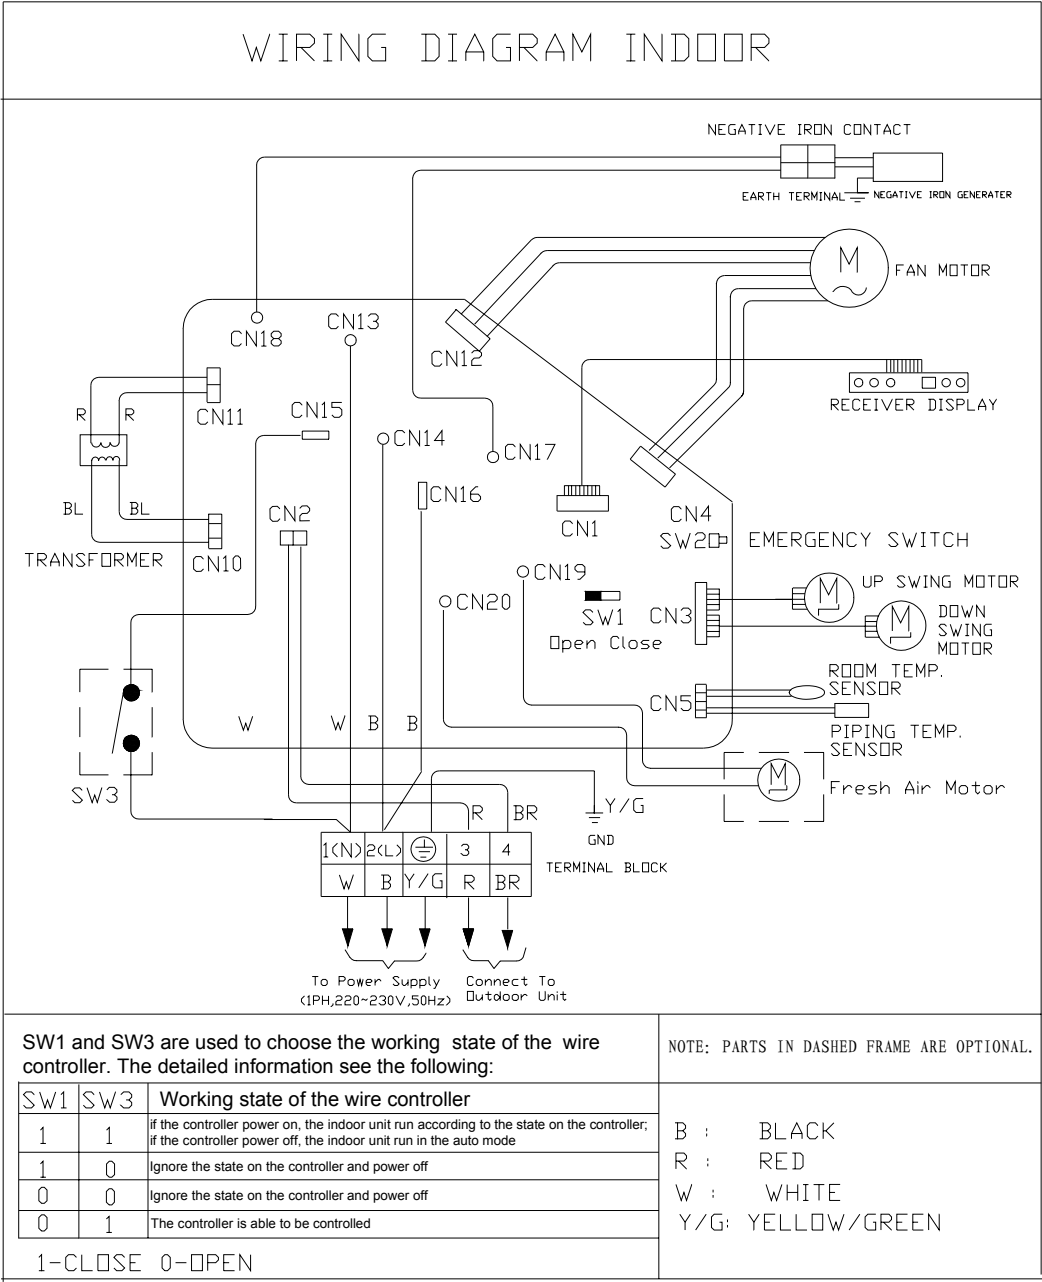 WIRING DIAGRAM INDOOR
NEGATIVE IRON CONTACT
EARTH TERMINAL
NEGATIVE IRON GENERATER
M
FAN MOTOR
CN18
CN13
CN12
RECEIVER DISPLAY
R
R
CN11
CN15
CN14
CN17
CN16
BL
BL
CN2
CN1
CN4
SW2
EMERGENCY SWITCH
TRANSFORMER
CN10
CN19
CN20
SW1
Open Close
CN3
M
UP SWING MOTOR
M
DOWN
SWING
MOTOR
ROOM TEMP.
SENSOR
CN5
PIPING TEMP.
SENSOR
W
W
B
B
M
Fresh Air Motor
SW3
R
BR
Y/G
GND
1(N)
2(L)
3
4
TERMINAL BLOCK
W
B
Y/G
R
BR
To Power Supply
(1PH,220~230V,50Hz)
Connect To
Outdoor Unit
SW1 and SW3 are used to choose the working state of the wire
controller. The detailed information see the following:
SW1 SW3 Working state of the wire controller
1 1 if the controller power on, the indoor unit run according to the state on the controller;
if the controller power off, the indoor unit run in the auto mode
1 0 Ignore the state on the controller and power off
0 0 Ignore the state on the controller and power off
0 1 The controller is able to be controlled
1-CLOSE 0-OPEN
NOTE: PARTS IN DASHED FRAME ARE OPTIONAL.
B : BLACK
R : RED
W : WHITE
Y/G: YELLOW/GREEN